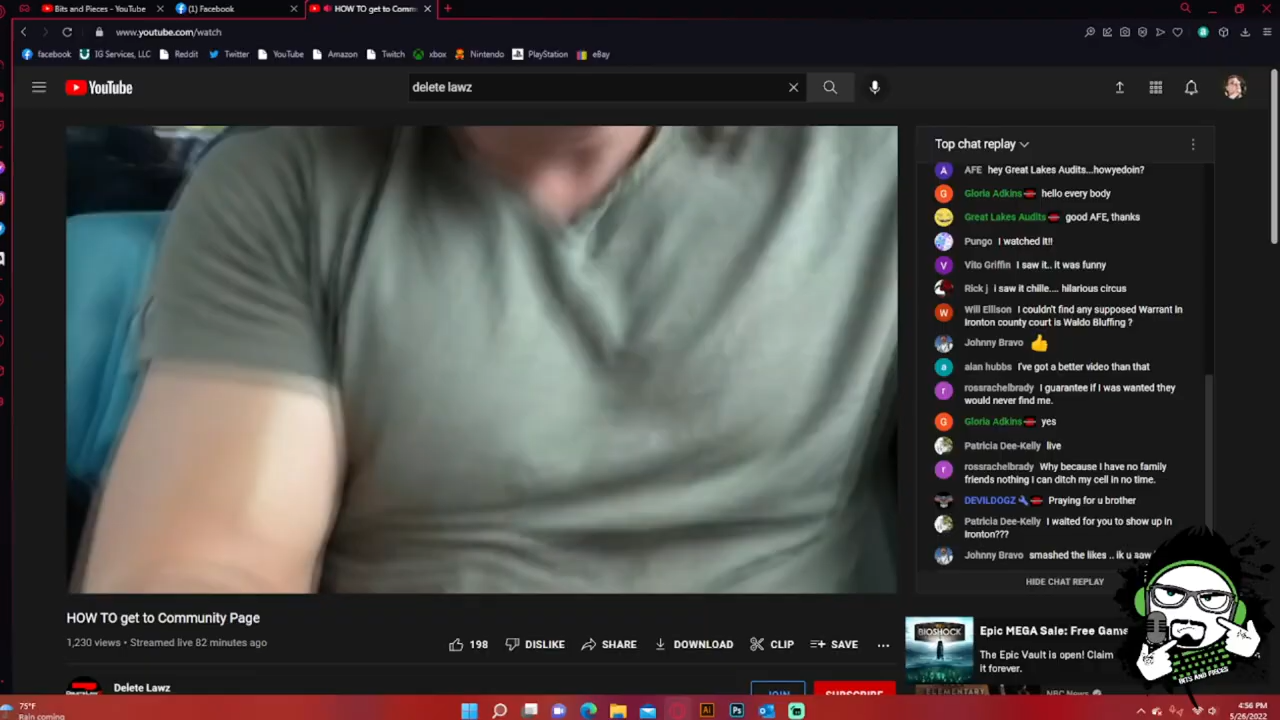 Bits and Pieces - YouTube
(1) Facebook
HOW TO get to Comm
www.youtube.com/watch
facebook
IG Services, LLC
Reddit
Twitter
YouTube
Amazon
Twitch
xbox
Nintendo
PlayStation
eBay
YouTube
delete lawz
Top chat replay
AFE hey Great Lakes Audits...howyedoin?
Gloria Adkins hello every body
Great Lakes Audits good AFE, thanks
Pungo I watched it!!
Vito Griffin I saw it.. it was funny
Rick j i saw it chille.... hilarious circus
Will Ellison I couldn't find any supposed Warrant in
Ironton county court is Waldo Bluffing ?
Johnny Bravo 👍
alan hubbs I've got a better video than that
rossrachelbrady I guarantee if I was wanted they
would never find me.
Gloria Adkins yes
Patricia Dee-Kelly live
rossrachelbrady Why because I have no family
friends nothing I can ditch my cell in no time.
DEVILDOGZ Praying for u brother
Patricia Dee-Kelly I waited for you to show up in
Ironton???
Johnny Bravo smashed the likes .. ik u saw
HIDE CHAT REPLAY
HOW TO get to Community Page
1,230 views • Streamed live 82 minutes ago
198
DISLIKE
SHARE
DOWNLOAD
CLIP
SAVE
BIOSHOCK
Epic MEGA Sale: Free Gam
The Epic Vault is open! Claim
it forever.
BITS AND PIECES
Delete Lawz
JOIN
SUBSCRIBE
ELEMENTARY
NBC News
75°F
Rain coming
4:56 PM
5/26/2022